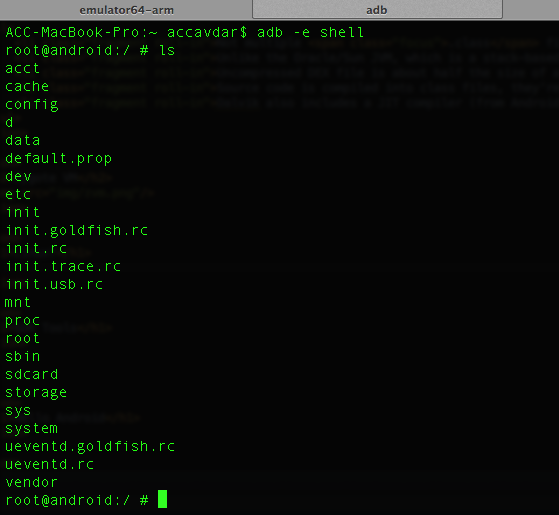 emulator64-arm adb
ACC-MacBook-Pro:~ accavdar$ adb -e shell
root@android:/ # ls
acct
cache
config
d
data
default.prop
dev
etc
init
init.goldfish.rc
init.rc
init.trace.rc
init.usb.rc
mnt
proc
root
sbin
sdcard
storage
sys
system
ueventd.goldfish.rc
ueventd.rc
vendor
root@android:/ #